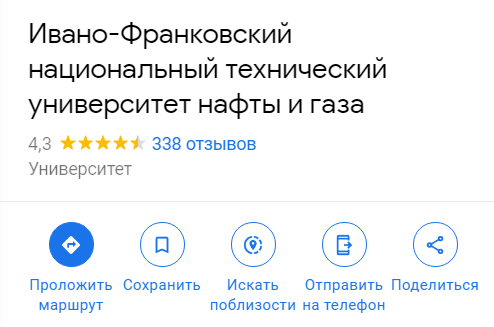 Ивано-Франковский
национальный технический
университет нафты и газа
4,3 338 отзывов
Университет
Проложить маршрут
Сохранить
Искать поблизости
Отправить на телефон
Поделиться